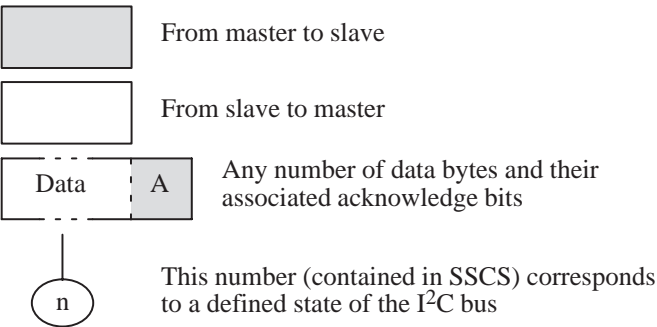 From master to slave
From slave to master
Data A
Any number of data bytes and their
associated acknowledge bits
n
This number (contained in SSCS) corresponds
to a defined state of the I²C bus